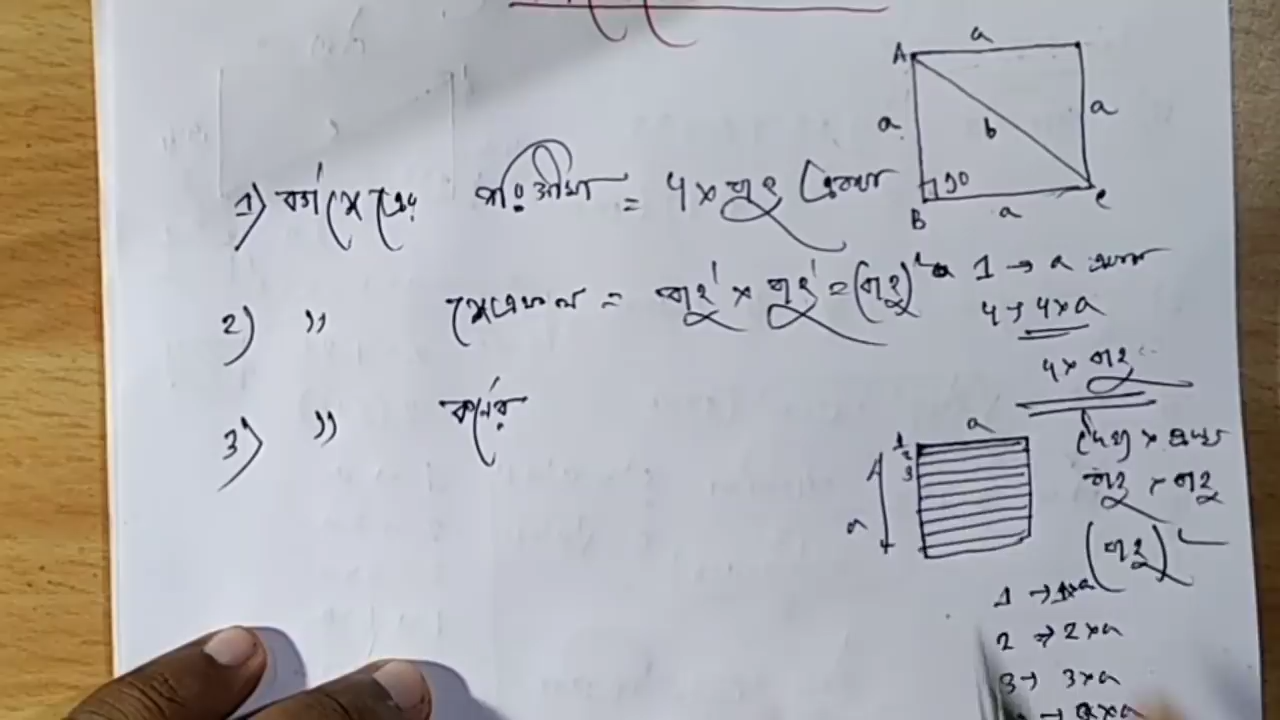 1) বর্গক্ষেত্রের পরিসীমা = 4 × বাহু
2) " ক্ষেত্রফল = বাহু × বাহু = (বাহু)²
3) " কর্ণের
a
A
a
b
a
90
B
a
C
1 → a
4 → 4×a
4 × বাহু
a
1
2
3
a
দৈর্ঘ্য × প্রস্থ
বাহু × বাহু
(বাহু)²
1 → 1×a
2 → 2×a
3 → 3×a